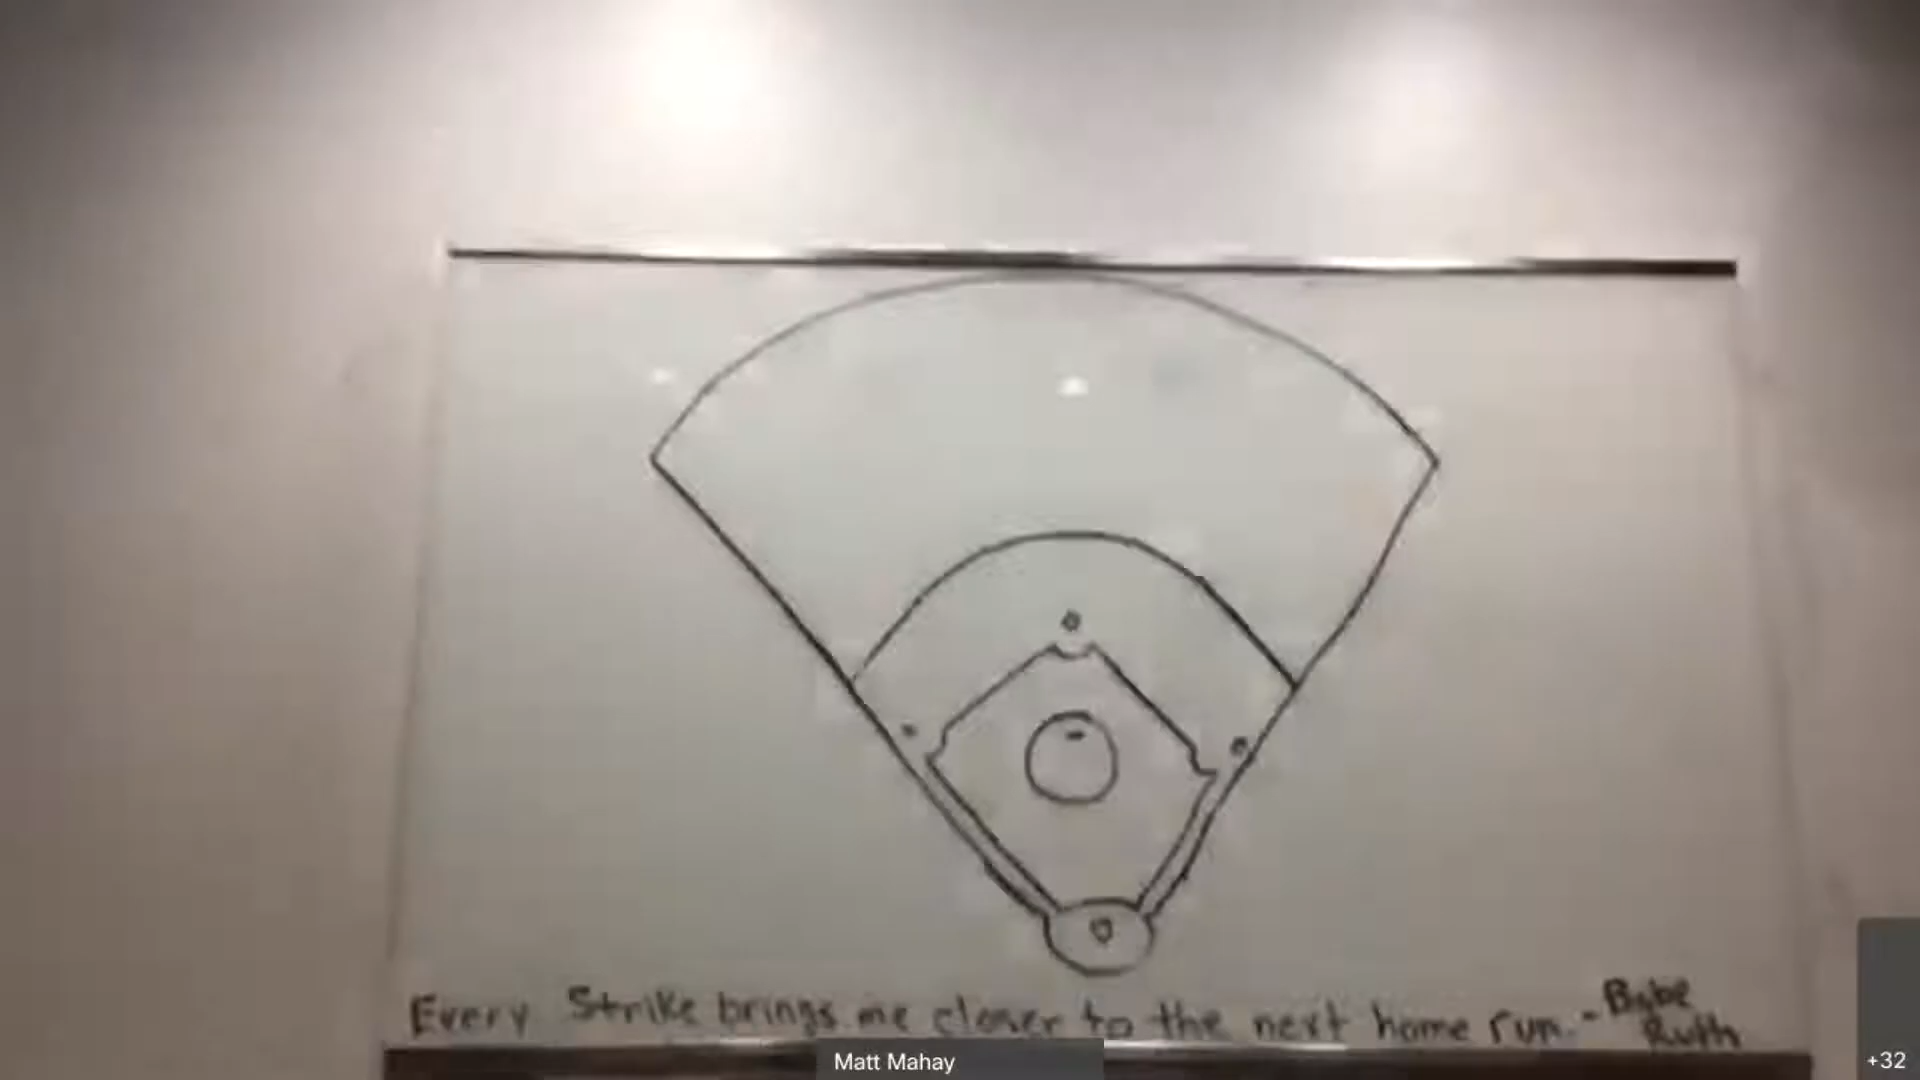 Every Strike brings me closer to the next home run. - Babe
Ruth
Matt Mahay
+32